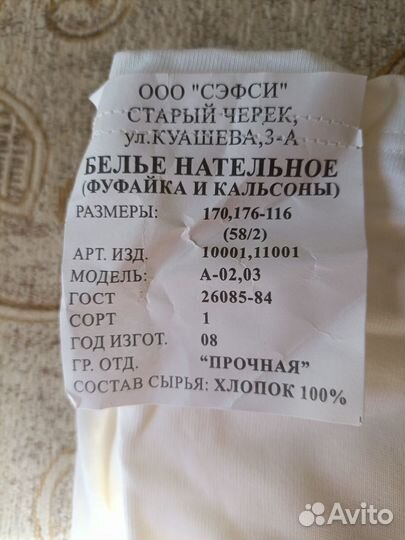 ООО "СЭФСИ"
СТАРЫЙ ЧЕРЕК,
ул.КУАШЕВА,3-А
БЕЛЬЕ НАТЕЛЬНОЕ
(ФУФАЙКА И КАЛЬСОНЫ)
РАЗМЕРЫ: 170,176-116
(58/2)
АРТ. ИЗД. 10001,11001
МОДЕЛЬ: А-02,03
ГОСТ 26085-84
СОРТ 1
ГОД ИЗГОТ. 08
ГР. ОТД. “ПРОЧНАЯ”
СОСТАВ СЫРЬЯ: ХЛОПОК 100%
Avito